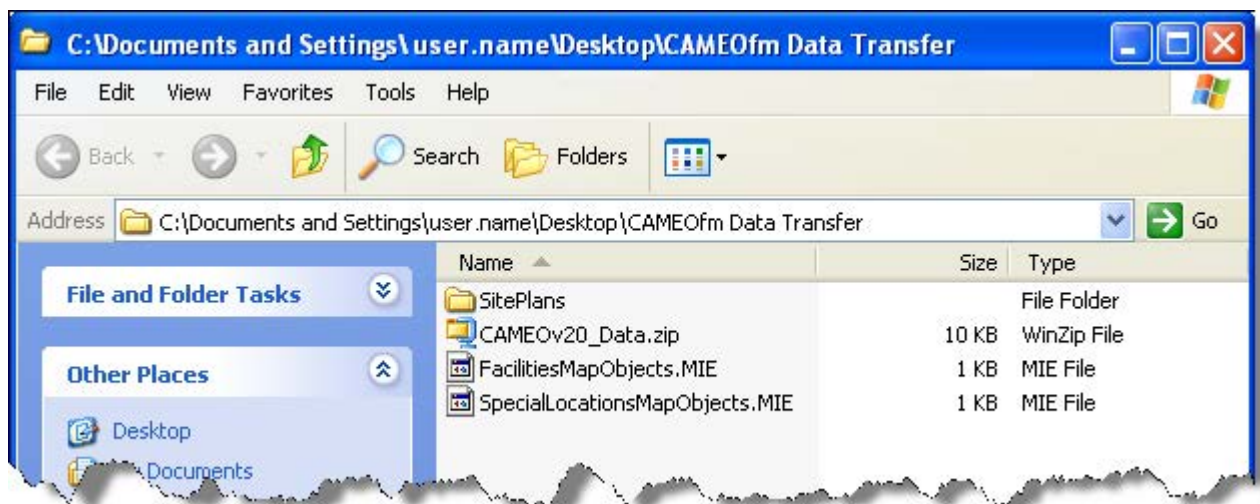 C:\Documents and Settings\user.name\Desktop\CAMEOfm Data Transfer
File Edit View Favorites Tools Help
Back Search Folders
Address C:\Documents and Settings\user.name\Desktop\CAMEOfm Data Transfer Go
Name Size Type
File and Folder Tasks
SitePlans File Folder
CAMEOv20_Data.zip 10 KB WinZip File
FacilitiesMapObjects.MIE 1 KB MIE File
SpecialLocationsMapObjects.MIE 1 KB MIE File
Other Places
Desktop
Documents